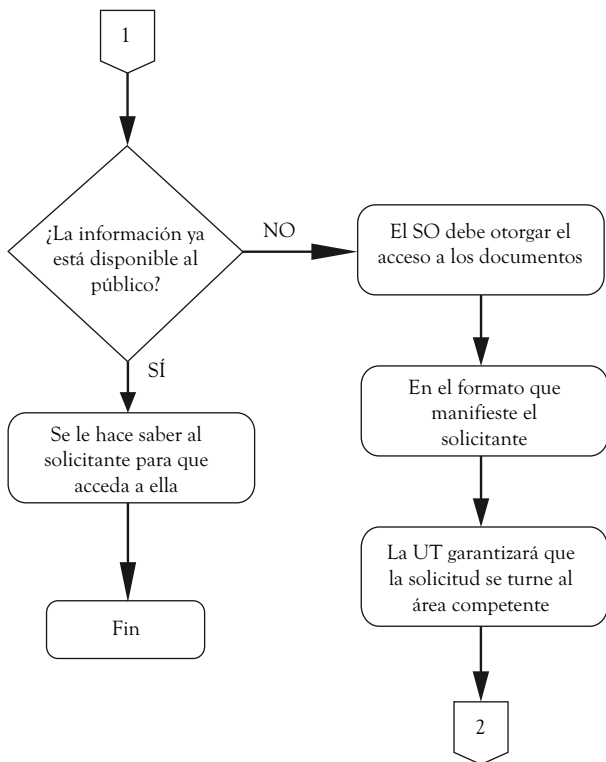 1
¿La información ya
está disponible al
público?
NO
El SO debe otorgar el
acceso a los documentos
SÍ
En el formato que
manifieste el
solicitante
Se le hace saber al
solicitante para que
acceda a ella
La UT garantizará que
la solicitud se turne al
área competente
Fin
2